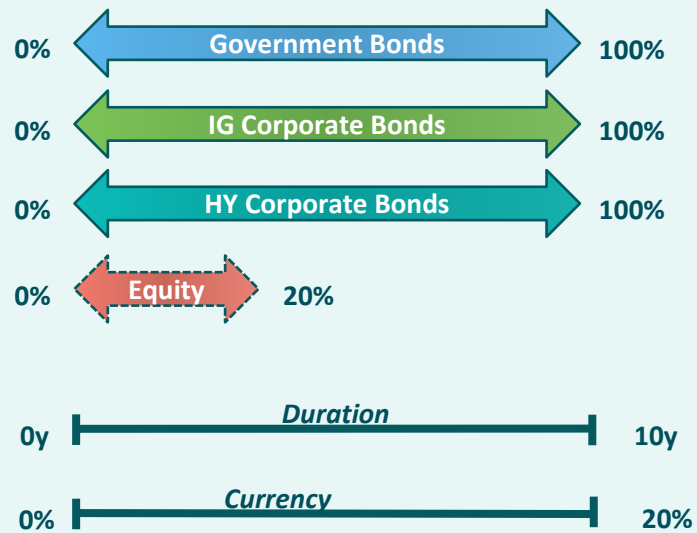 0% Government Bonds 100%
0% IG Corporate Bonds 100%
0% HY Corporate Bonds 100%
0% Equity 20%
0y Duration 10y
0% Currency 20%